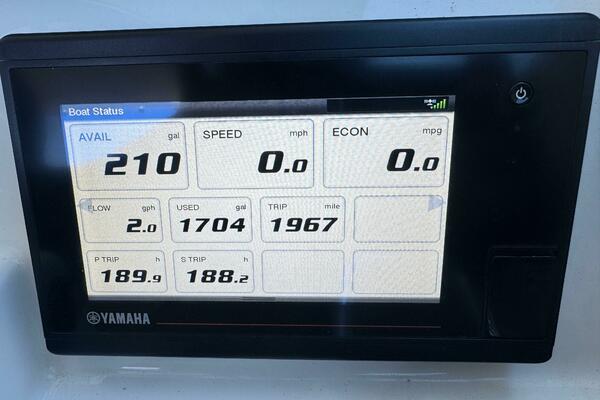 Boat Status
AVAIL gal
210
SPEED mph
0.0
ECON mpg
0.0
FLOW gph
2.0
USED gal
1704
TRIP mile
1967
P TRIP h
189.9
S TRIP h
188.2
YAMAHA